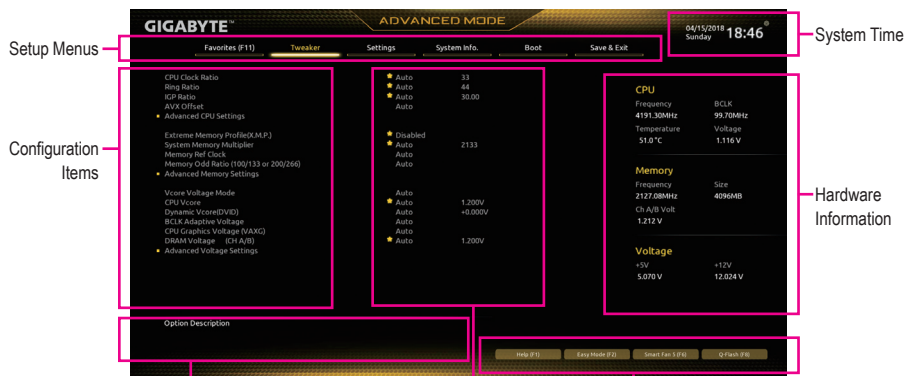 GIGABYTE™
ADVANCED MODE
04/15/2018
Sunday
18:46
System Time
Setup Menus
Favorites (F11) Tweaker Settings System Info. Boot Save & Exit
Configuration
Items
CPU Clock Ratio Auto 33
Ring Ratio Auto 44
IGP Ratio Auto 30.00
AVX Offset Auto
Advanced CPU Settings
Extreme Memory Profile(X.M.P.) Disabled
System Memory Multiplier Auto 2133
Memory Ref Clock Auto
Memory Odd Ratio (100/133 or 200/266) Auto
Advanced Memory Settings
Vcore Voltage Mode Auto
CPU Vcore Auto 1.200V
Dynamic Vcore(DVID) Auto +0.000V
BCLK Adaptive Voltage Auto
CPU Graphics Voltage (VAXG) Auto
DRAM Voltage (CH A/B) Auto 1.200V
Advanced Voltage Settings
CPU
Frequency BCLK
4191.30MHz 99.70MHz
Temperature Voltage
51.0 °C 1.116 V
Memory
Frequency Size
2127.08MHz 4096MB
Ch A/B Volt
1.212 V
Voltage
+5V +12V
5.070 V 12.024 V
Hardware
Information
Option Description
Help (F1) Easy Mode (F2) Smart Fan 5 (F6) Q-Flash (F8)